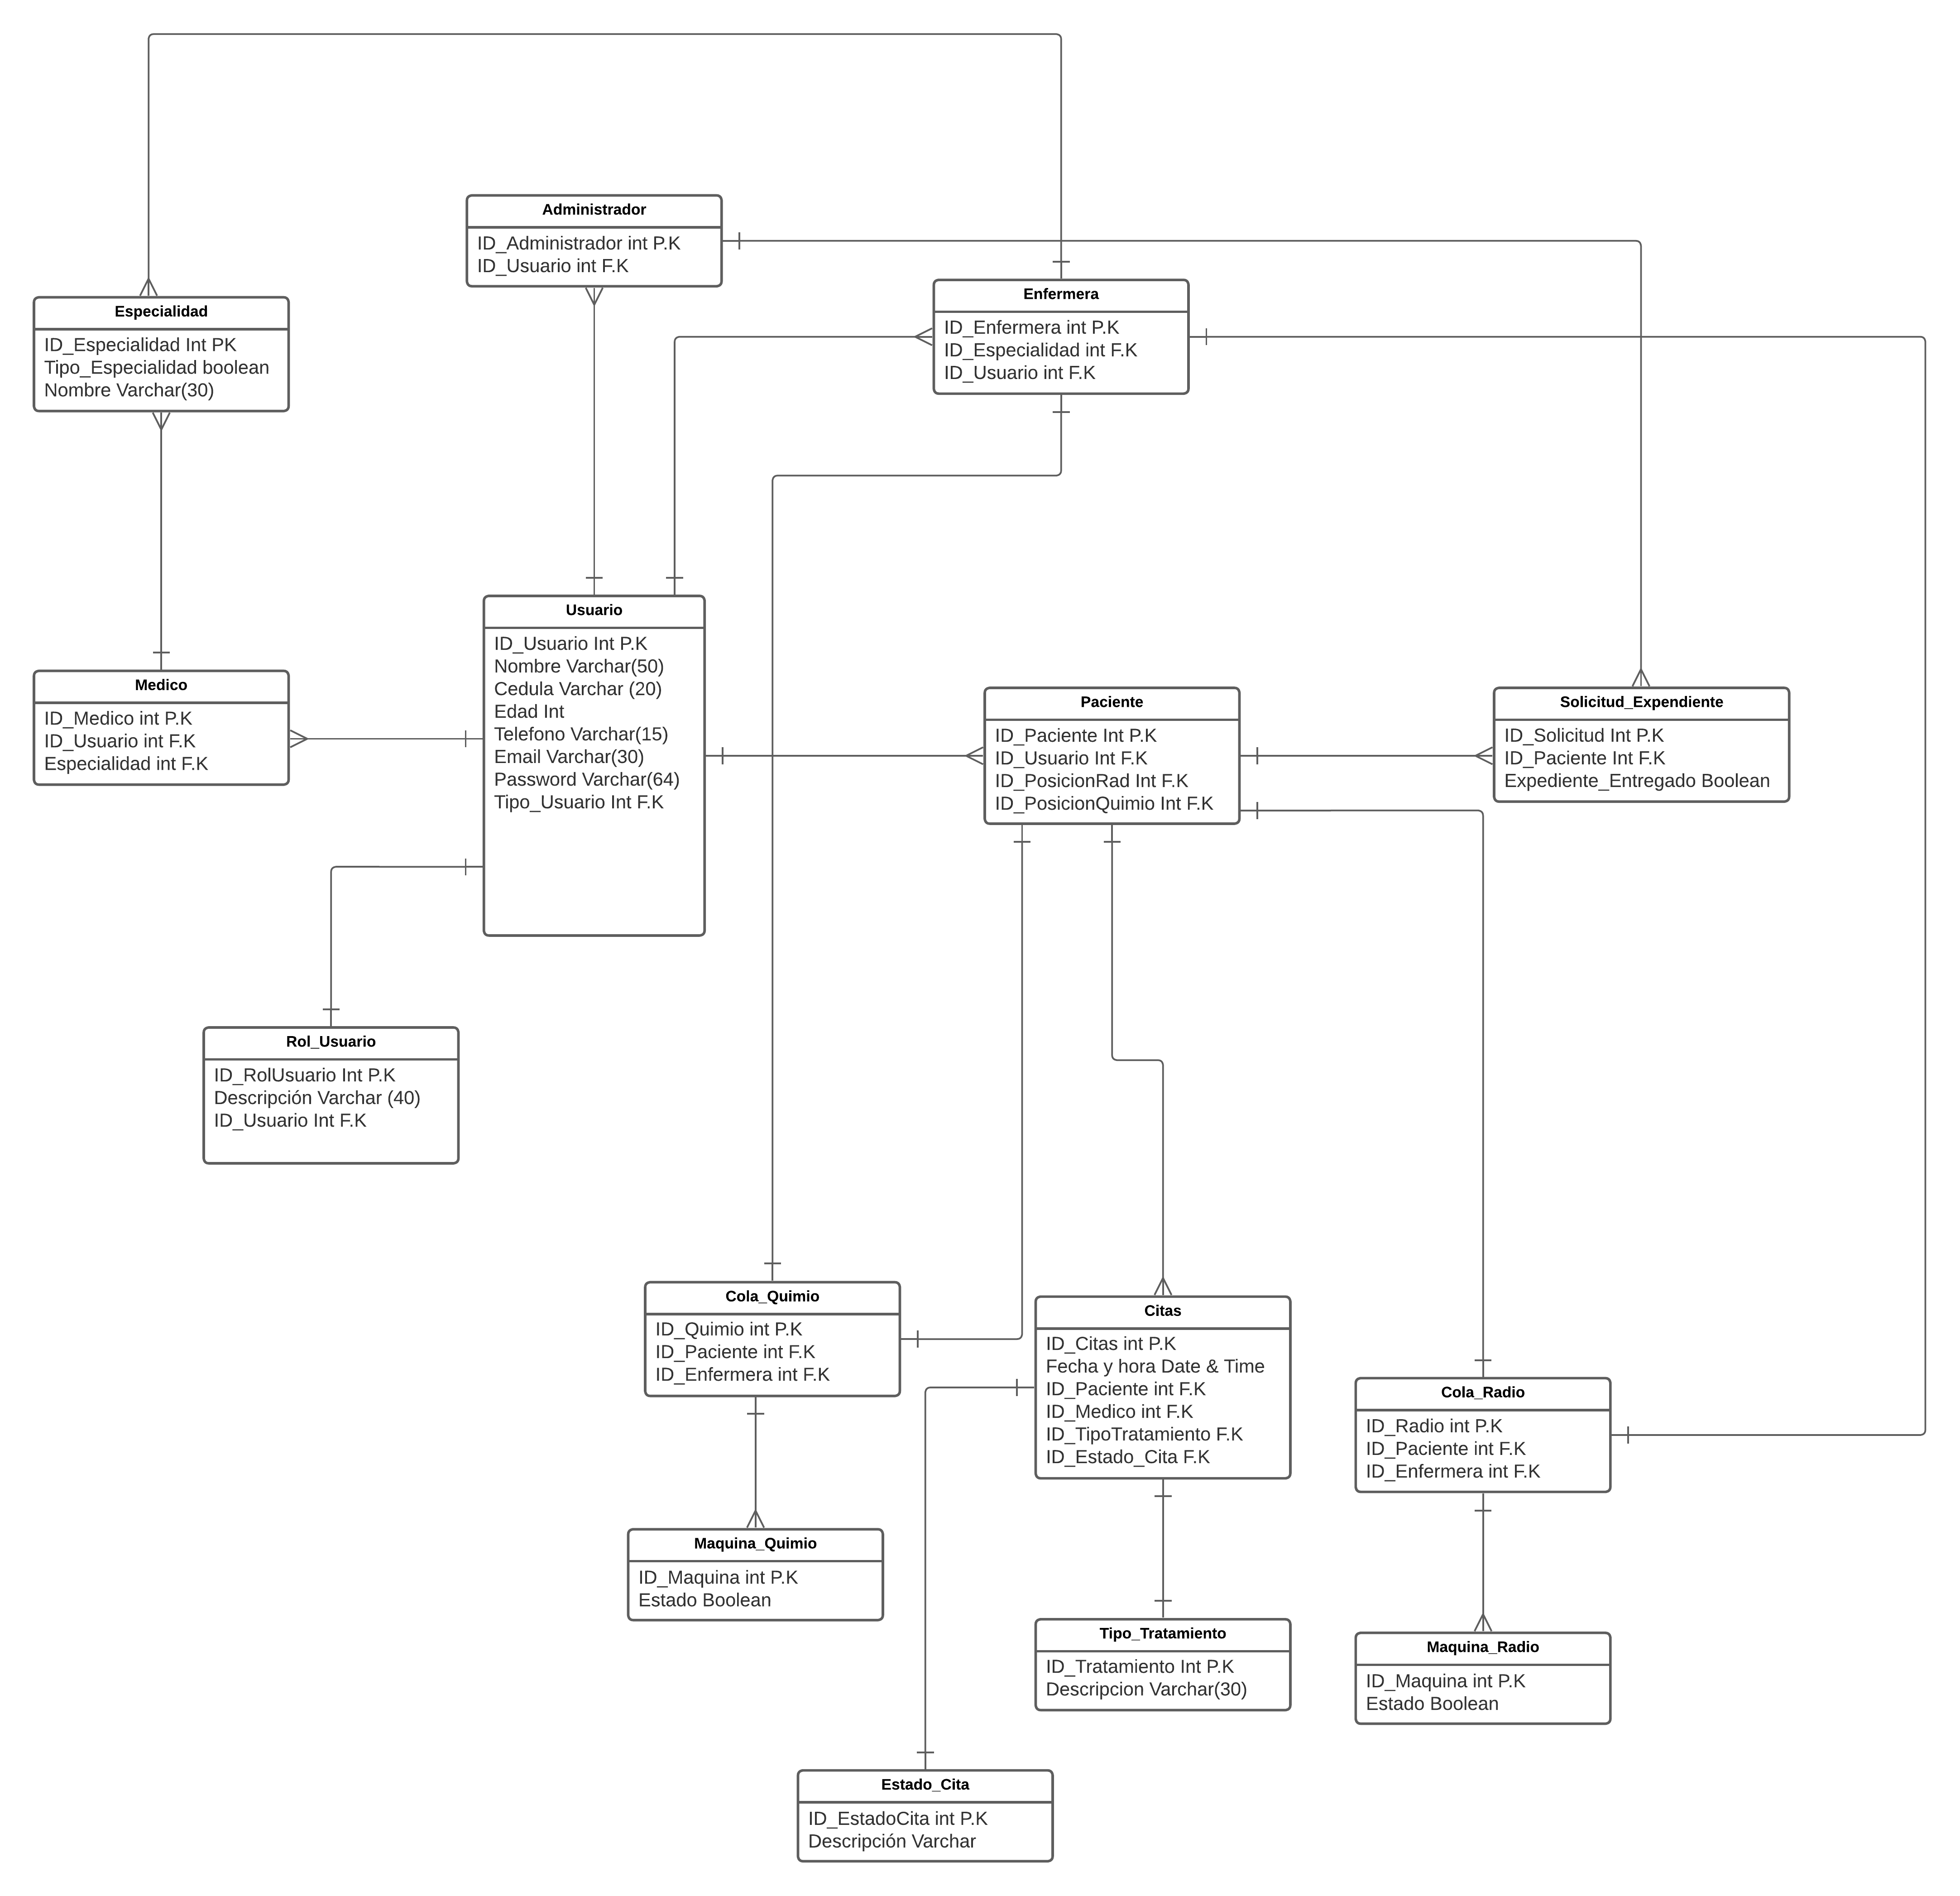 Administrador
ID_Administrador int P.K
ID_Usuario int F.K
Enfermera
ID_Enfermera int P.K
ID_Especialidad int F.K
ID_Usuario int F.K
Especialidad
ID_Especialidad Int PK
Tipo_Especialidad boolean
Nombre Varchar(30)
Usuario
ID_Usuario Int P.K
Nombre Varchar(50)
Cedula Varchar (20)
Edad Int
Telefono Varchar(15)
Email Varchar(30)
Password Varchar(64)
Tipo_Usuario Int F.K
Medico
ID_Medico int P.K
ID_Usuario int F.K
Especialidad int F.K
Paciente
ID_Paciente Int P.K
ID_Usuario Int F.K
ID_PosicionRad Int F.K
ID_PosicionQuimio Int F.K
Solicitud_Expendiente
ID_Solicitud Int P.K
ID_Paciente Int F.K
Expediente_Entregado Boolean
Rol_Usuario
ID_RolUsuario Int P.K
Descripción Varchar (40)
ID_Usuario Int F.K
Cola_Quimio
ID_Quimio int P.K
ID_Paciente int F.K
ID_Enfermera int F.K
Citas
ID_Citas int P.K
Fecha y hora Date & Time
ID_Paciente int F.K
ID_Medico int F.K
ID_TipoTratamiento F.K
ID_Estado_Cita F.K
Cola_Radio
ID_Radio int P.K
ID_Paciente int F.K
ID_Enfermera int F.K
Maquina_Quimio
ID_Maquina int P.K
Estado Boolean
Tipo_Tratamiento
ID_Tratamiento Int P.K
Descripcion Varchar(30)
Maquina_Radio
ID_Maquina int P.K
Estado Boolean
Estado_Cita
ID_EstadoCita int P.K
Descripción Varchar